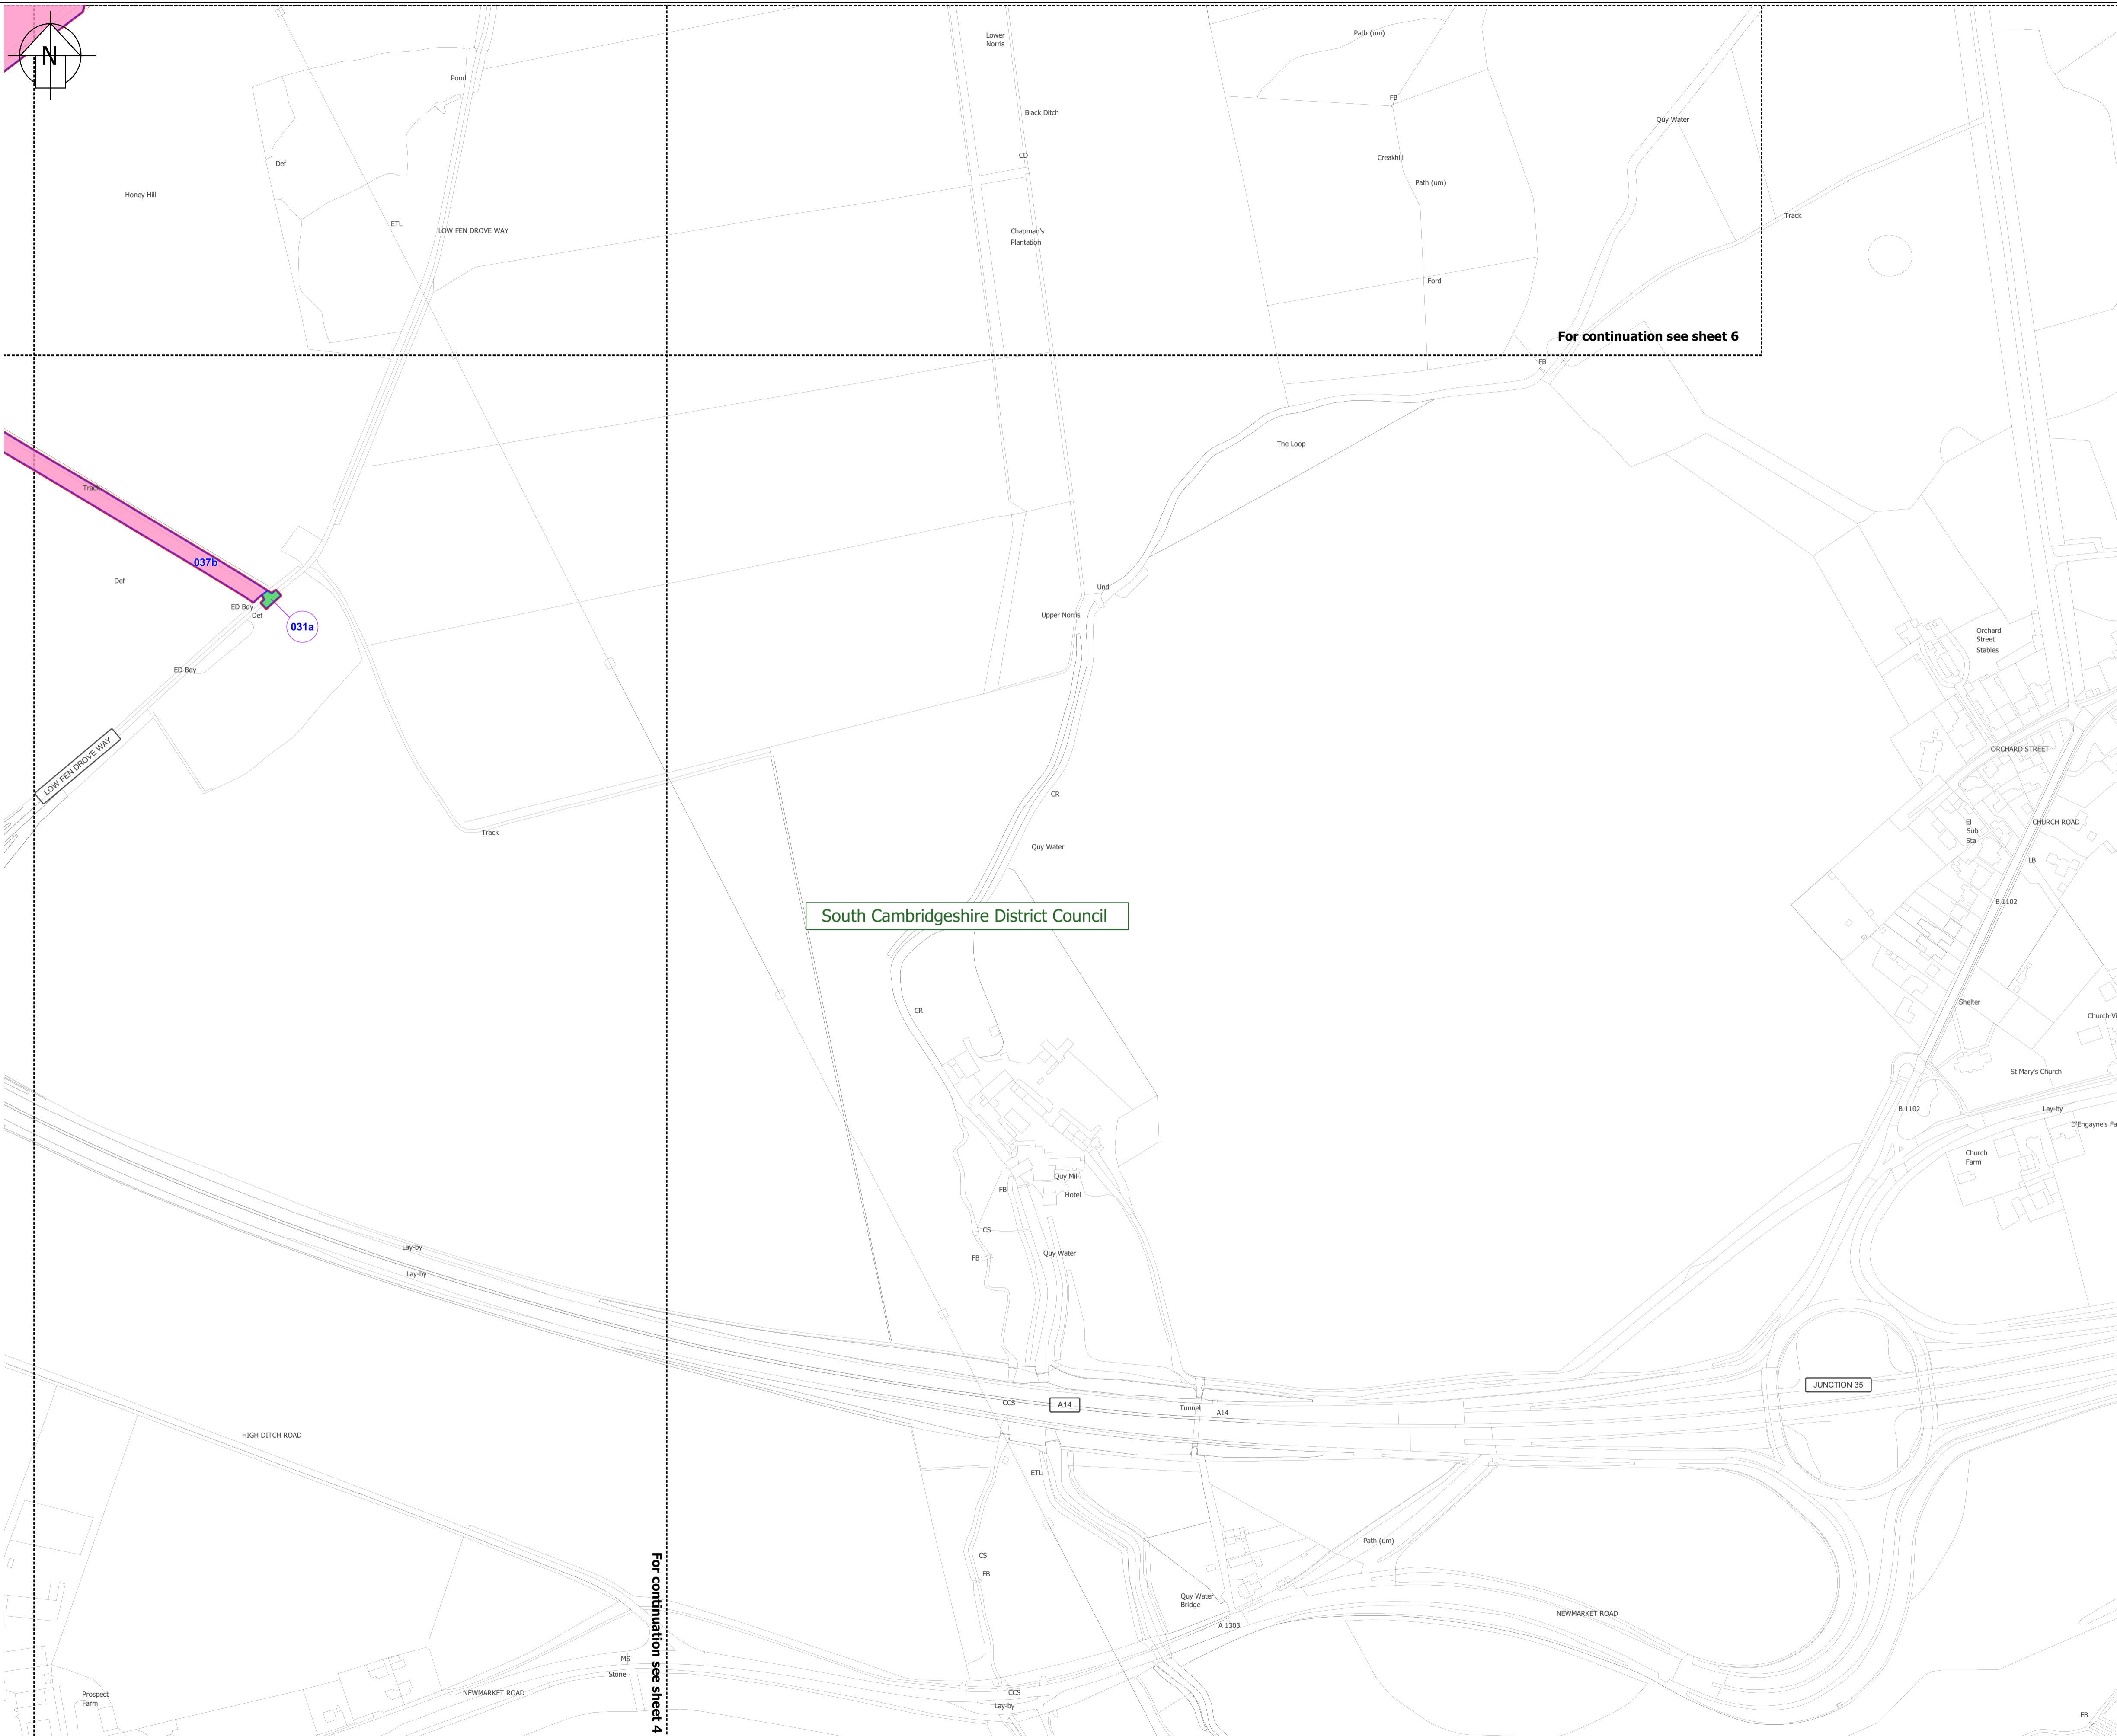 N
Lower
Norris
Path (um)
Pond
FB
Black Ditch
Quy Water
CD
Def
Creakhill
Path (um)
Honey Hill
Track
ETL
LOW FEN DROVE WAY
Chapman's
Plantation
Ford
For continuation see sheet 6
FB
The Loop
Track
037b
Def
Und
ED Bdy
Def
Upper Norris
031a
Orchard
Street
Stables
ED Bdy
LOW FEN DROVE WAY
ORCHARD STREET
CR
Track
El
Sub
Sta
CHURCH ROAD
Quy Water
LB
B 1102
South Cambridgeshire District Council
Shelter
CR
Church Vi
St Mary's Church
B 1102
Lay-by
D'Engayne's Fa
Church
Farm
Quy Mill
Hotel
FB
CS
Lay-by
Quy Water
FB
Lay-by
JUNCTION 35
CCS
A14
Tunnel
A14
HIGH DITCH ROAD
ETL
Path (um)
CS
FB
For continuation see sheet 4
Quy Water
Bridge
NEWMARKET ROAD
A 1303
MS
Stone
Prospect
Farm
NEWMARKET ROAD
CCS
Lay-by
FB